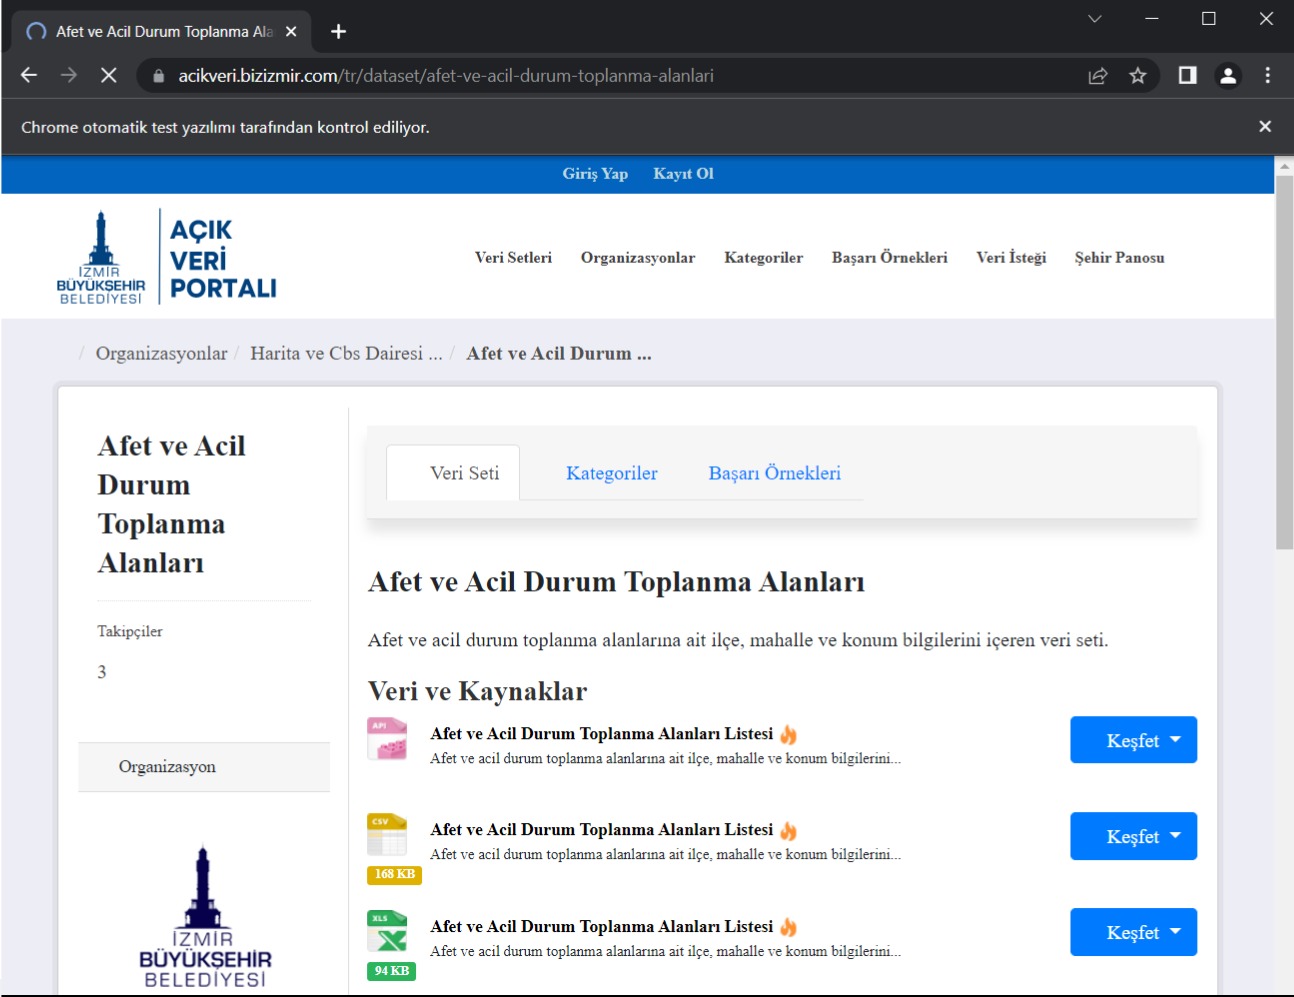 Afet ve Acil Durum Toplanma Ala
acikveri.bizizmir.com/tr/dataset/afet-ve-acil-durum-toplanma-alanlari
Chrome otomatik test yazılımı tarafından kontrol ediliyor.
Giriş Yap Kayıt Ol
İZMİR
BÜYÜKŞEHİR
BELEDİYESİ
AÇIK
VERİ
PORTALI
Veri Setleri Organizasyonlar Kategoriler Başarı Örnekleri Veri İsteği Şehir Panosu
/ Organizasyonlar / Harita ve Cbs Dairesi ... / Afet ve Acil Durum ...
Afet ve Acil
Durum
Toplanma
Alanları
Takipçiler
3
Organizasyon
İZMİR
BÜYÜKŞEHİR
BELEDİYESİ
Veri Seti Kategoriler Başarı Örnekleri
Afet ve Acil Durum Toplanma Alanları
Afet ve acil durum toplanma alanlarına ait ilçe, mahalle ve konum bilgilerini içeren veri seti.
Veri ve Kaynaklar
API
Afet ve Acil Durum Toplanma Alanları Listesi
Afet ve acil durum toplanma alanlarına ait ilçe, mahalle ve konum bilgilerini...
Keşfet
CSV
168 KB
Afet ve Acil Durum Toplanma Alanları Listesi
Afet ve acil durum toplanma alanlarına ait ilçe, mahalle ve konum bilgilerini...
Keşfet
XLS
94 KB
Afet ve Acil Durum Toplanma Alanları Listesi
Afet ve acil durum toplanma alanlarına ait ilçe, mahalle ve konum bilgilerini...
Keşfet